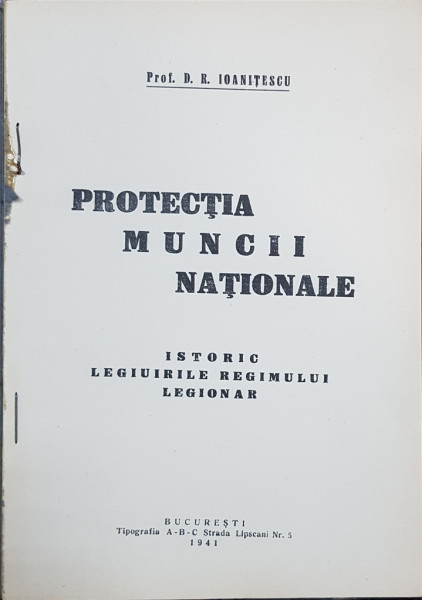 Prof. D. R. IOANIȚESCU
PROTECȚIA
MUNCII
NAȚIONALE
ISTORIC
LEGIUIRILE REGIMULUI
LEGIONAR
BUCUREȘTI
Tipografia A-B-C Strada Lipscani Nr. 5
1941